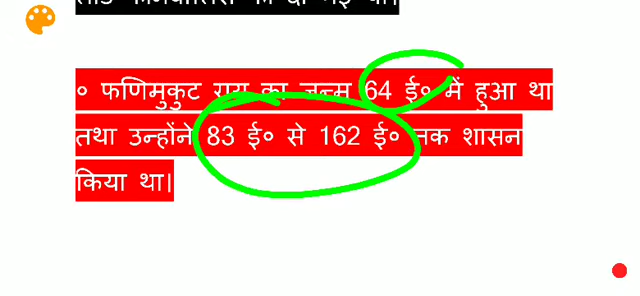 ० फणिमुकुट राय का जन्म 64 ई० में हुआ था
तथा उन्होंने 83 ई० से 162 ई० तक शासन
किया था।